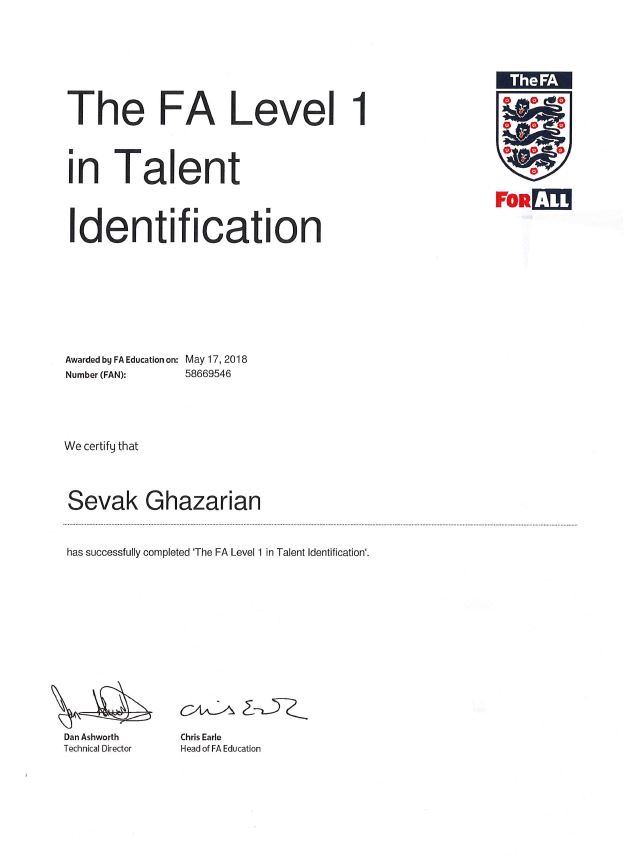 The FA Level 1
in Talent
Identification
TheFA
FOR ALL
Awarded by FA Education on: May 17, 2018
Number (FAN): 58669546
We certify that
Sevak Ghazarian
has successfully completed 'The FA Level 1 in Talent Identification'.
Chris Earle
Dan Ashworth
Technical Director
Chris Earle
Head of FA Education